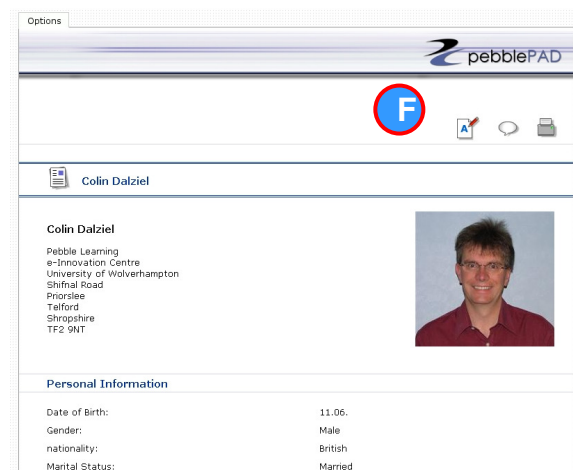 Options
pebblePAD
F
A
Colin Dalziel
Colin Dalziel
Pebble Learning
e-Innovation Centre
University of Wolverhampton
Shifnal Road
Priorslee
Telford
Shropshire
TF2 9NT
Personal Information
Date of Birth: 11.06.
Gender: Male
nationality: British
Marital Status: Married